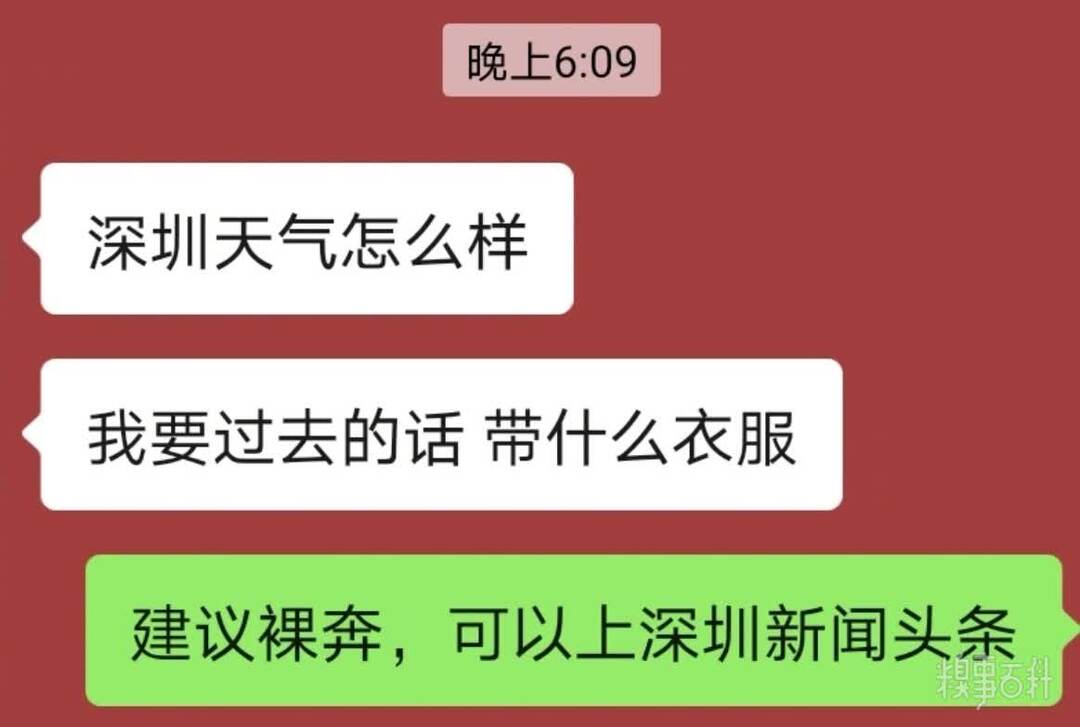 晚上6:09
深圳天气怎么样
我要过去的话 带什么衣服
建议裸奔，可以上深圳新闻头条
糗事百科